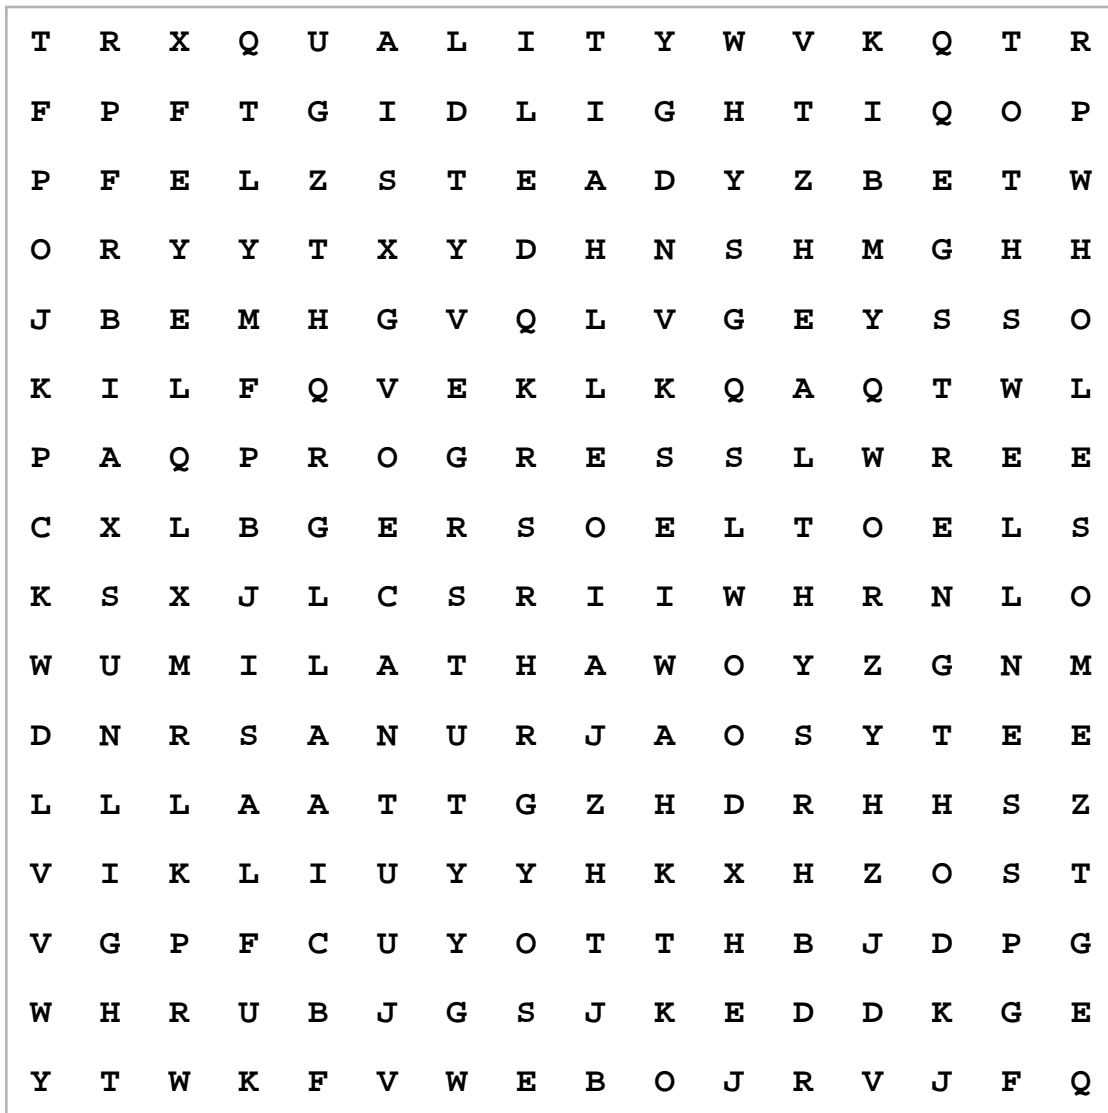 T R X Q U A L I T Y W V K Q T R
F P F T G I D L I G H T I Q O P
P F E L Z S T E A D Y Z B E T W
O R Y Y T X Y D H N S H M G H H
J B E M H G V Q L V G E Y S S O
K I L F Q V E K L K Q A Q T W L
P A Q P R O G R E S S L W R E E
C X L B G E R S O E L T O E L S
K S X J L C S R I I W H R N L O
W U M I L A T H A W O Y Z G N M
D N R S A N U R J A O S Y T E E
L L L A A T T G Z H D R H H S Z
V I K L I U Y Y H K X H Z O S T
V G P F C U Y O T T H B J D P G
W H R U B J G S J K E D D K G E
Y T W K F V W E B O J R V J F Q